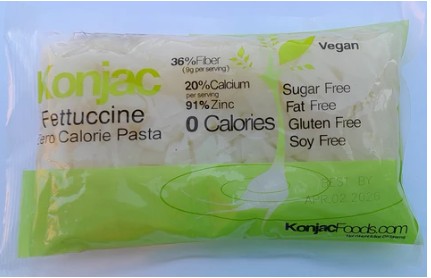 Konjac
Fettuccine
Zero Calorie Pasta
36%Fiber
(9g per serving)
20%Calcium
per serving
91%Zinc
0 Calories
Vegan
Sugar Free
Fat Free
Gluten Free
Soy Free
BEST BY
KonjacFoods.com